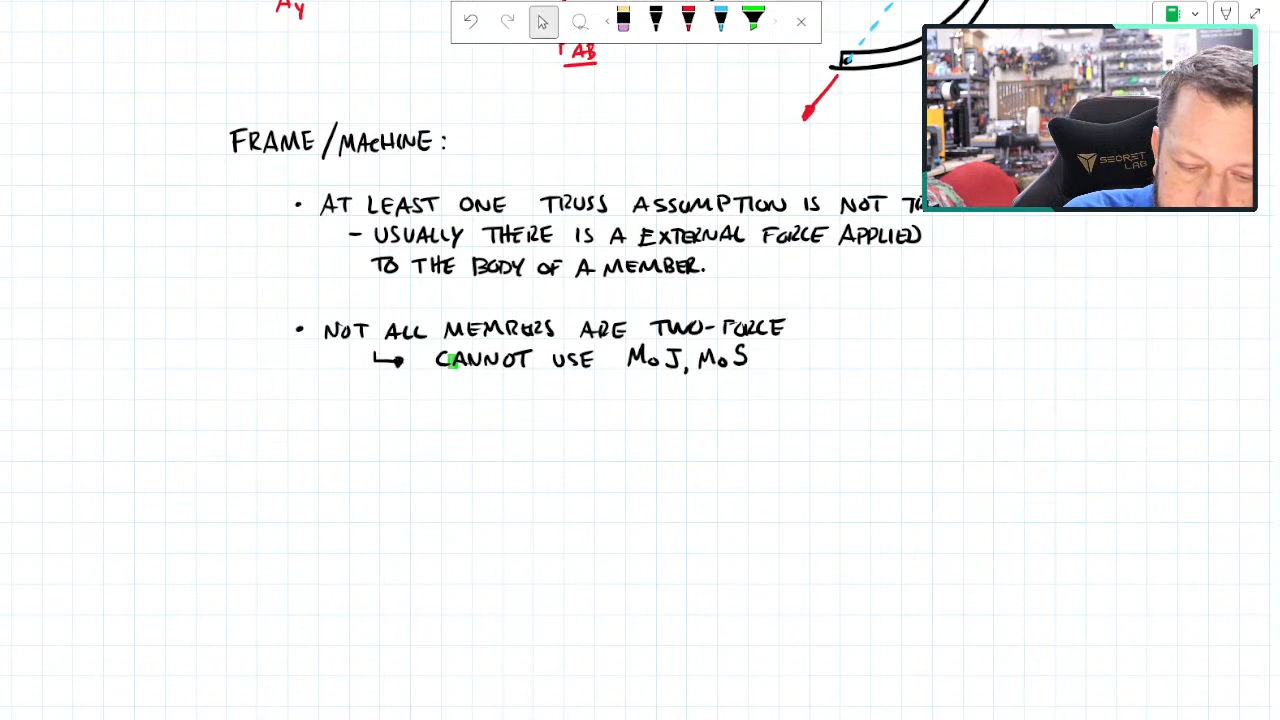 Ay
AB
FRAME/MACHINE:
• AT LEAST ONE TRUSS ASSUMPTION IS NOT
– USUALLY THERE IS A EXTERNAL FORCE APPLIED
TO THE BODY OF A MEMBER.
• NOT ALL MEMBERS ARE TWO-FORCE
↳ CANNOT USE MoJ, MoS
SECRET
LAB